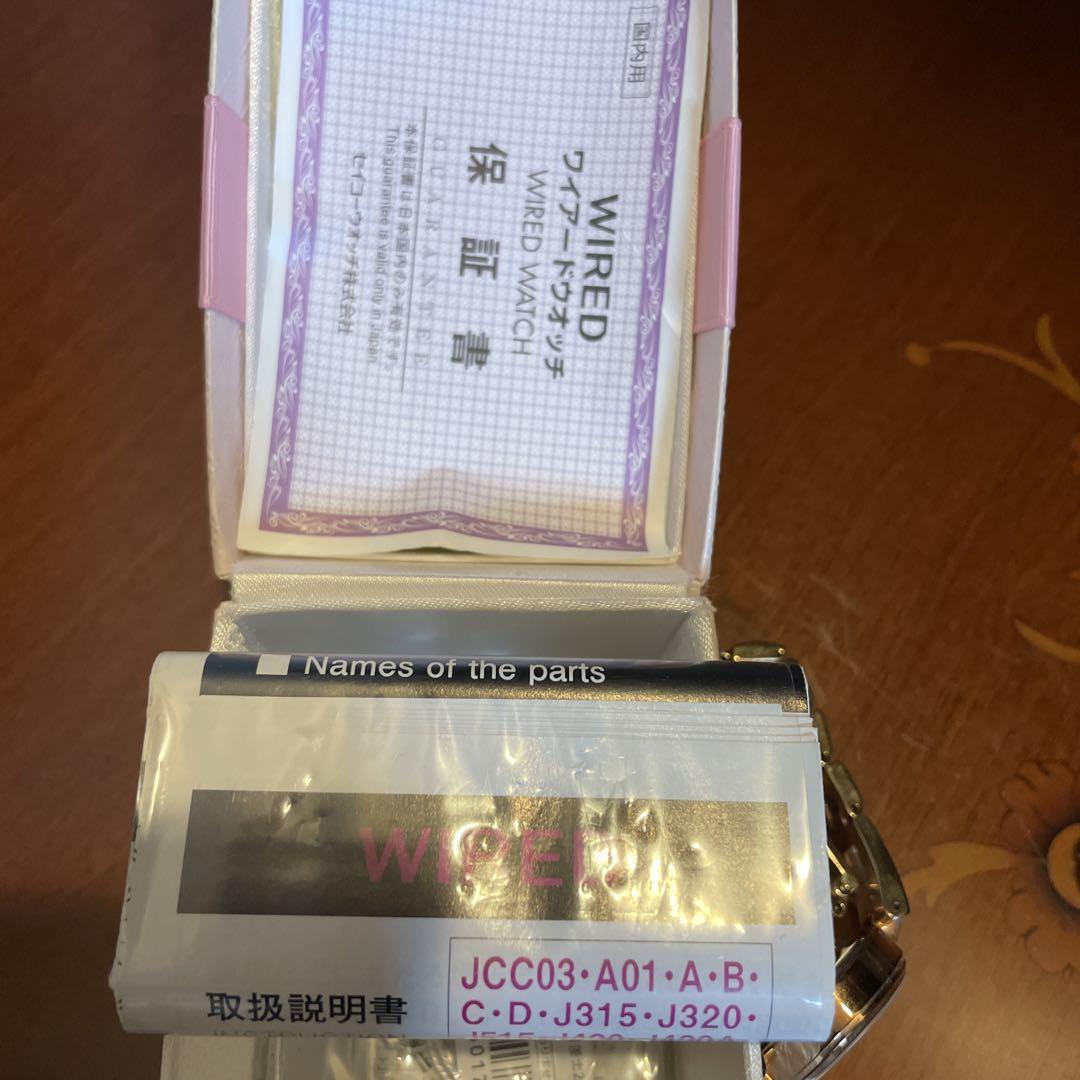 国内用
WIRED
ワイアードウオッチ
WIRED WATCH
保証書
GUARANTEE
本保証書は日本国内のみ有効です
This guarantee is valid only in Japan
セイコーウオッチ株式会社
■ Names of the parts
WIRED
JCC03・A01・A・B・
C・D・J315・J320・
取扱説明書
INSTRUCTION